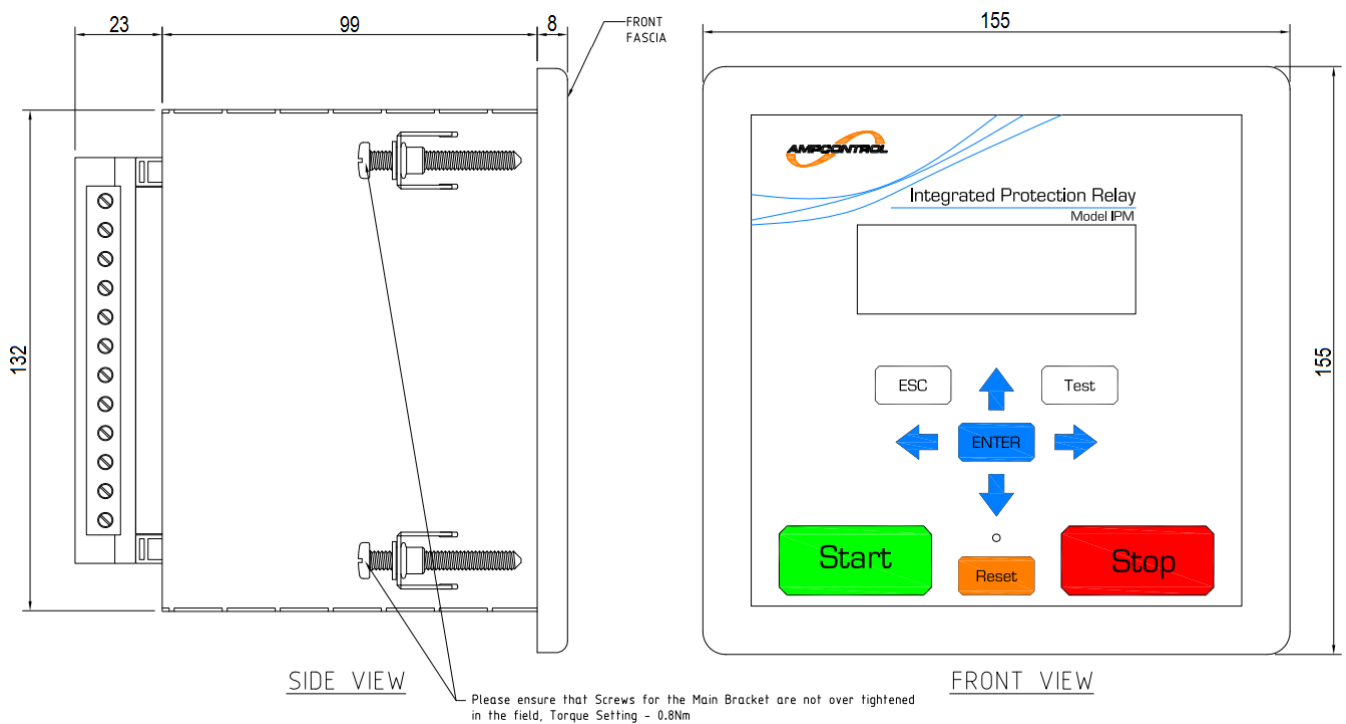 23
99
8
FRONT
FASCIA
132
SIDE VIEW
Please ensure that Screws for the Main Bracket are not over tightened
in the field, Torque Setting - 0.8Nm
155
155
AMPCONTROL
Integrated Protection Relay
Model IPM
ESC
Test
ENTER
Start
Reset
Stop
FRONT VIEW